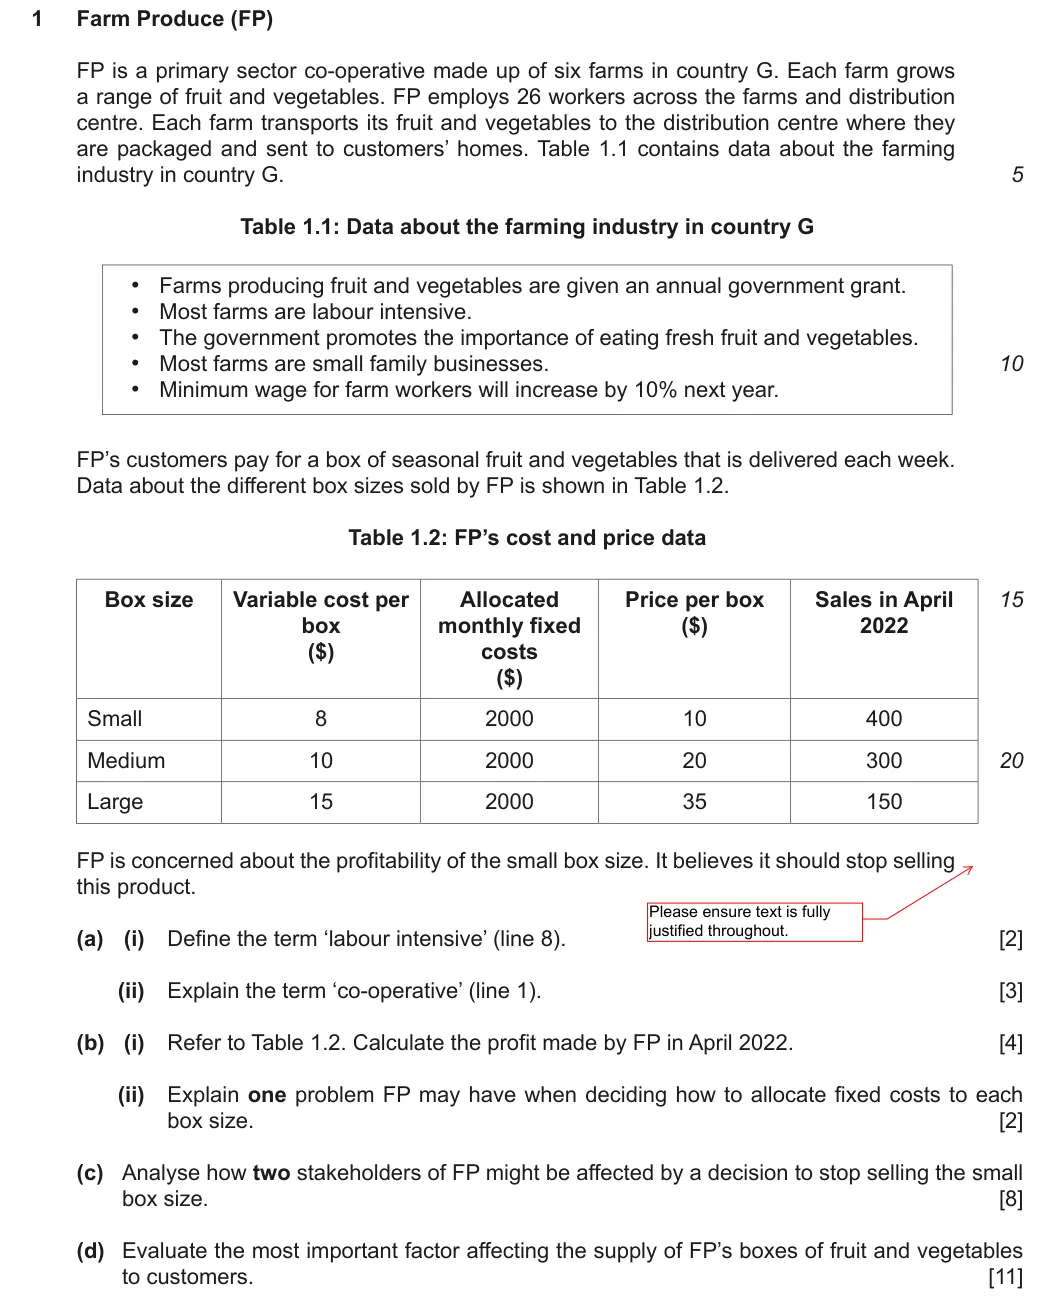 1 Farm Produce (FP)
FP is a primary sector co-operative made up of six farms in country G. Each farm grows
a range of fruit and vegetables. FP employs 26 workers across the farms and distribution
centre. Each farm transports its fruit and vegetables to the distribution centre where they
are packaged and sent to customers’ homes. Table 1.1 contains data about the farming
industry in country G. 5
Table 1.1: Data about the farming industry in country G
• Farms producing fruit and vegetables are given an annual government grant.
• Most farms are labour intensive.
• The government promotes the importance of eating fresh fruit and vegetables.
• Most farms are small family businesses. 10
• Minimum wage for farm workers will increase by 10% next year.
FP’s customers pay for a box of seasonal fruit and vegetables that is delivered each week.
Data about the different box sizes sold by FP is shown in Table 1.2.
Table 1.2: FP’s cost and price data
Box size Variable cost per Allocated Price per box Sales in April 15
box monthly fixed ($) 2022
($) costs
($)
Small 8 2000 10 400
Medium 10 2000 20 300 20
Large 15 2000 35 150
FP is concerned about the profitability of the small box size. It believes it should stop selling
this product.
Please ensure text is fully
justified throughout.
(a) (i) Define the term ‘labour intensive’ (line 8). [2]
(ii) Explain the term ‘co-operative’ (line 1). [3]
(b) (i) Refer to Table 1.2. Calculate the profit made by FP in April 2022. [4]
(ii) Explain one problem FP may have when deciding how to allocate fixed costs to each
box size. [2]
(c) Analyse how two stakeholders of FP might be affected by a decision to stop selling the small
box size. [8]
(d) Evaluate the most important factor affecting the supply of FP’s boxes of fruit and vegetables
to customers. [11]